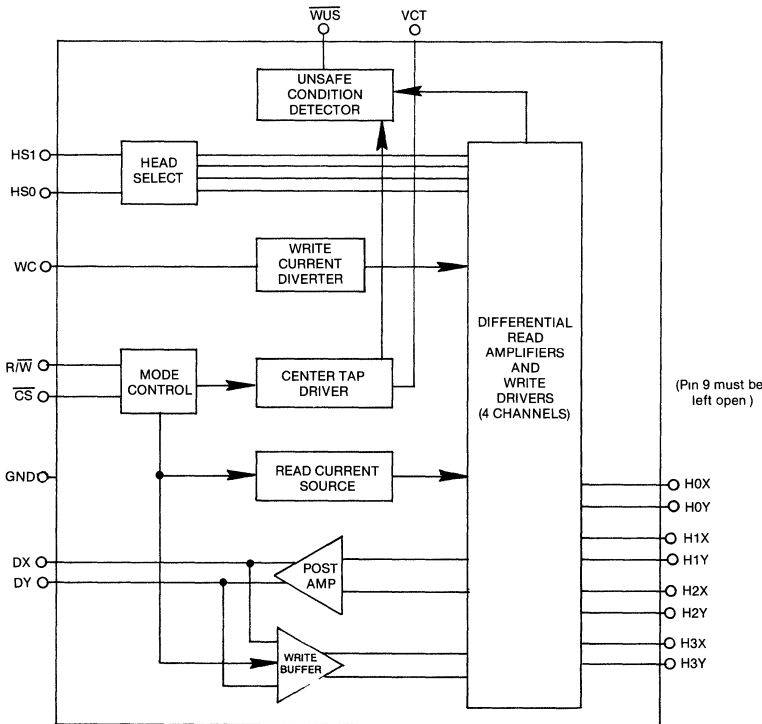 W̅U̅S̅
VCT
UNSAFE
CONDITION
DETECTOR
HS1
HS0
HEAD
SELECT
WC
WRITE
CURRENT
DIVERTER
R/W̅
C̅S̅
MODE
CONTROL
CENTER TAP
DRIVER
DIFFERENTIAL
READ
AMPLIFIERS
AND
WRITE
DRIVERS
(4 CHANNELS)
(Pin 9 must be
left open )
GND
READ CURRENT
SOURCE
H0X
H0Y
H1X
H1Y
H2X
H2Y
H3X
H3Y
DX
DY
POST
AMP
WRITE
BUFFER